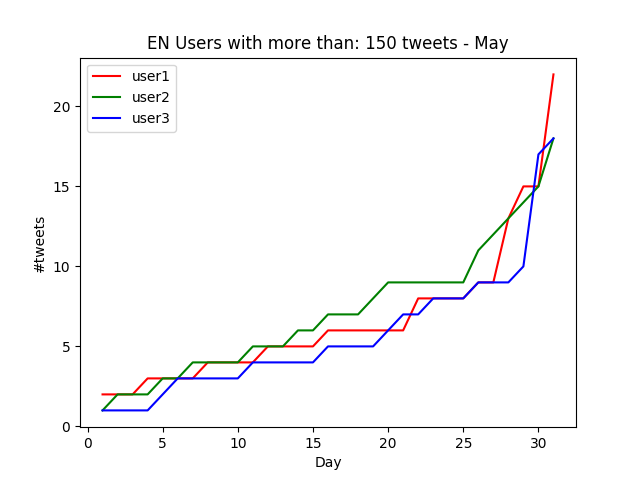 EN Users with more than: 150 tweets - May
user1
user2
user3
#tweets
20
15
10
5
0
0 5 10 15 20 25 30
Day